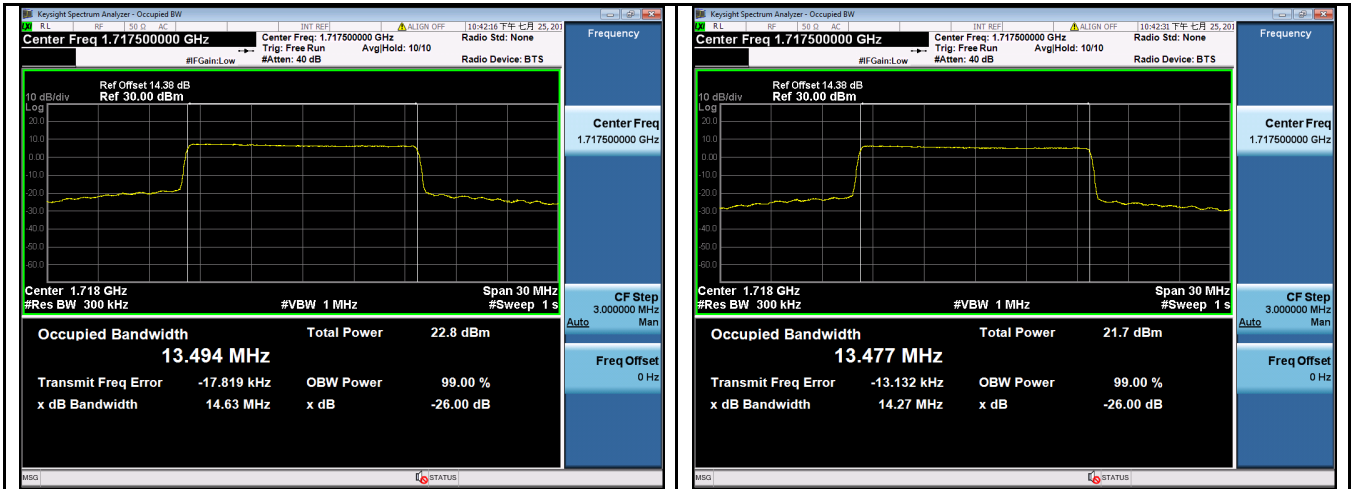 Keysight Spectrum Analyzer - Occupied BW
LXI RL RF 50 Ω AC INT REF ALIGN OFF 10:42:16 下午 七月 25, 201
Center Freq 1.717500000 GHz
Center Freq: 1.717500000 GHz
Radio Std: None
Trig: Free Run Avg|Hold: 10/10
#IFGain:Low #Atten: 40 dB
Radio Device: BTS
Frequency
Ref Offset 14.38 dB
10 dB/div Ref 30.00 dBm
Log
20.0
10.0
0.00
-10.0
-20.0
-30.0
-40.0
-50.0
-60.0
Center 1.718 GHz Span 30 MHz
#Res BW 300 kHz #VBW 1 MHz #Sweep 1 s
Center Freq
1.717500000 GHz
CF Step
3.000000 MHz
Auto Man
Freq Offset
0 Hz
Occupied Bandwidth Total Power 22.8 dBm
13.494 MHz
Transmit Freq Error -17.819 kHz OBW Power 99.00 %
x dB Bandwidth 14.63 MHz x dB -26.00 dB
MSG STATUS
Keysight Spectrum Analyzer - Occupied BW
LXI RL RF 50 Ω AC INT REF ALIGN OFF 10:42:31 下午 七月 25, 201
Center Freq 1.717500000 GHz
Center Freq: 1.717500000 GHz
Radio Std: None
Trig: Free Run Avg|Hold: 10/10
#IFGain:Low #Atten: 40 dB
Radio Device: BTS
Frequency
Ref Offset 14.38 dB
10 dB/div Ref 30.00 dBm
Log
20.0
10.0
0.00
-10.0
-20.0
-30.0
-40.0
-50.0
-60.0
Center 1.718 GHz Span 30 MHz
#Res BW 300 kHz #VBW 1 MHz #Sweep 1 s
Center Freq
1.717500000 GHz
CF Step
3.000000 MHz
Auto Man
Freq Offset
0 Hz
Occupied Bandwidth Total Power 21.7 dBm
13.477 MHz
Transmit Freq Error -13.132 kHz OBW Power 99.00 %
x dB Bandwidth 14.27 MHz x dB -26.00 dB
MSG STATUS